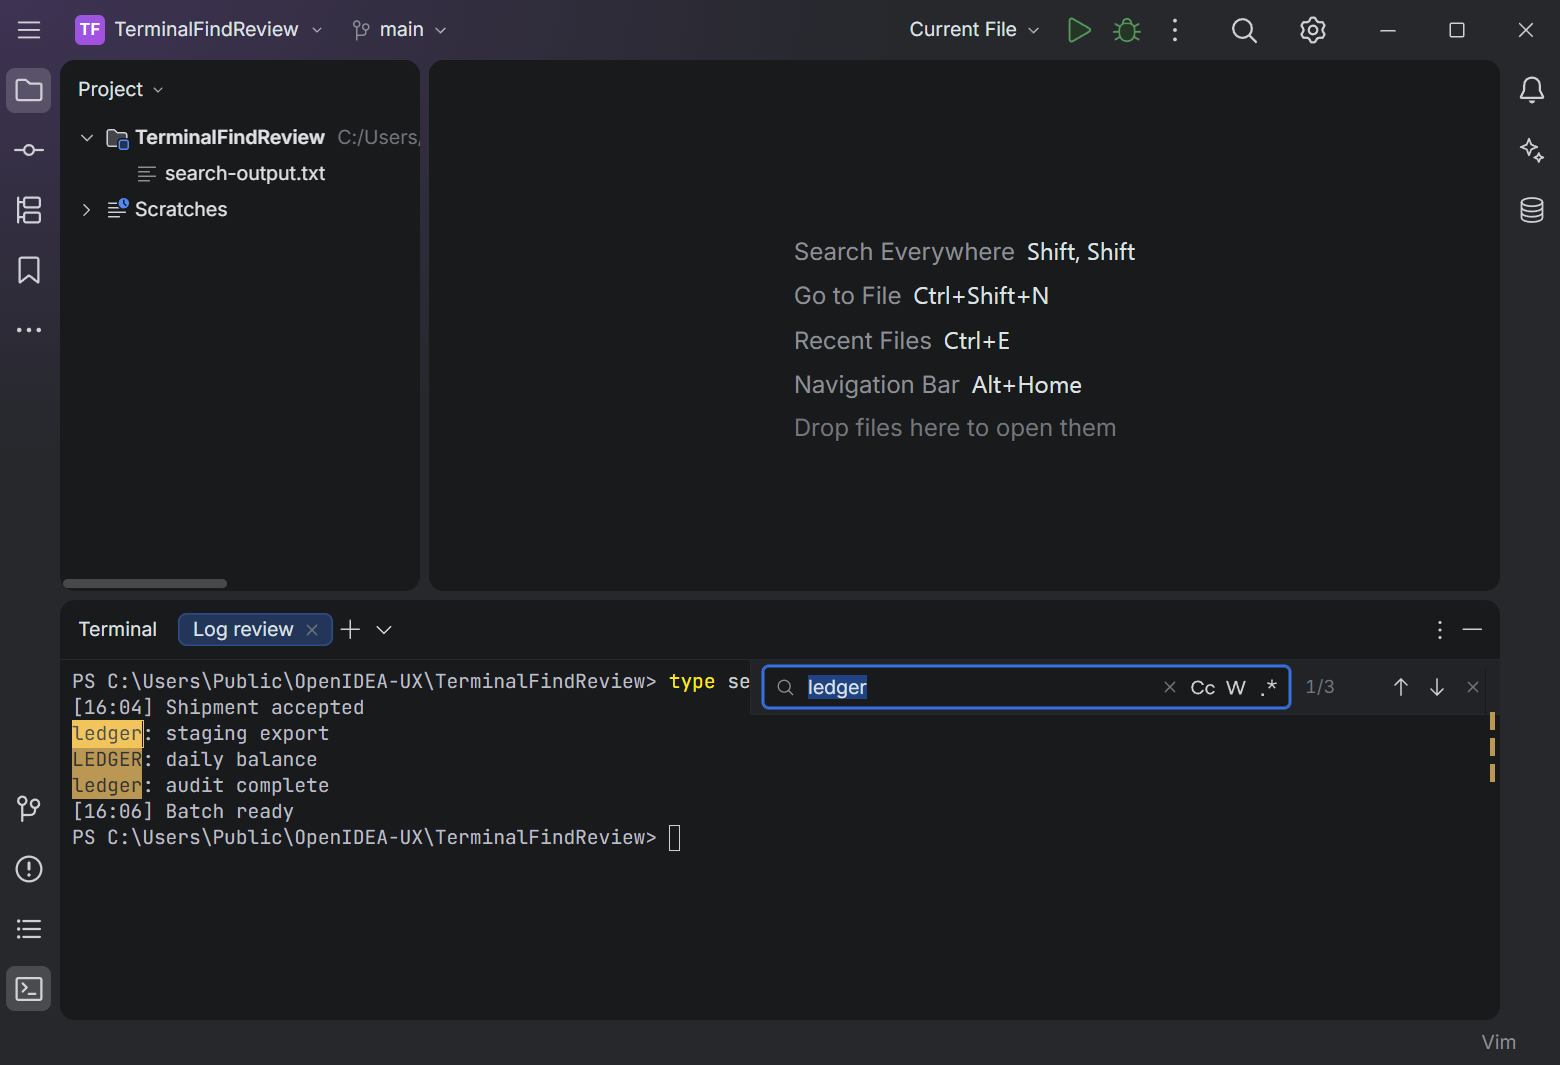 TF TerminalFindReview main Current File
Project
TerminalFindReview C:/Users/
search-output.txt
Scratches
Search Everywhere Shift, Shift
Go to File Ctrl+Shift+N
Recent Files Ctrl+E
Navigation Bar Alt+Home
Drop files here to open them
Terminal Log review
PS C:\Users\Public\OpenIDEA-UX\TerminalFindReview> type se
ledger Cc W .* 1/3
[16:04] Shipment accepted
ledger: staging export
LEDGER: daily balance
ledger: audit complete
[16:06] Batch ready
PS C:\Users\Public\OpenIDEA-UX\TerminalFindReview>
Vim